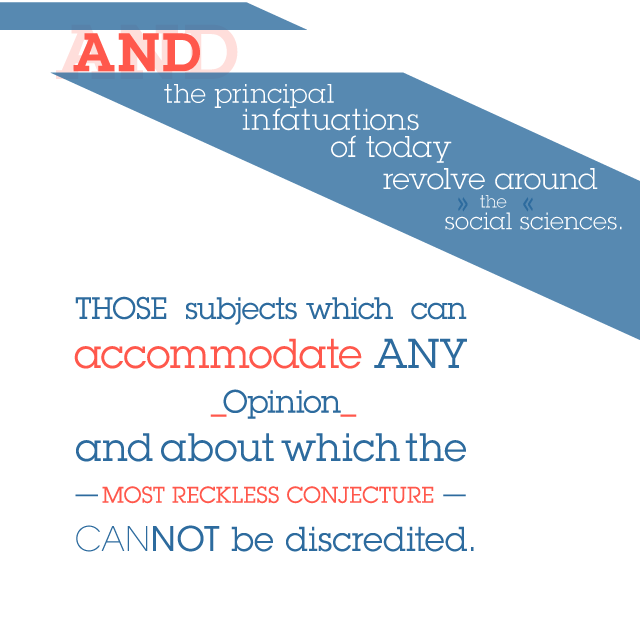 AND
the principal
infatuations
of today
revolve around
» the «
social sciences.
THOSE subjects which can
accommodate ANY
_Opinion_
and about which the
—MOST RECKLESS CONJECTURE —
CANNOT be discredited.